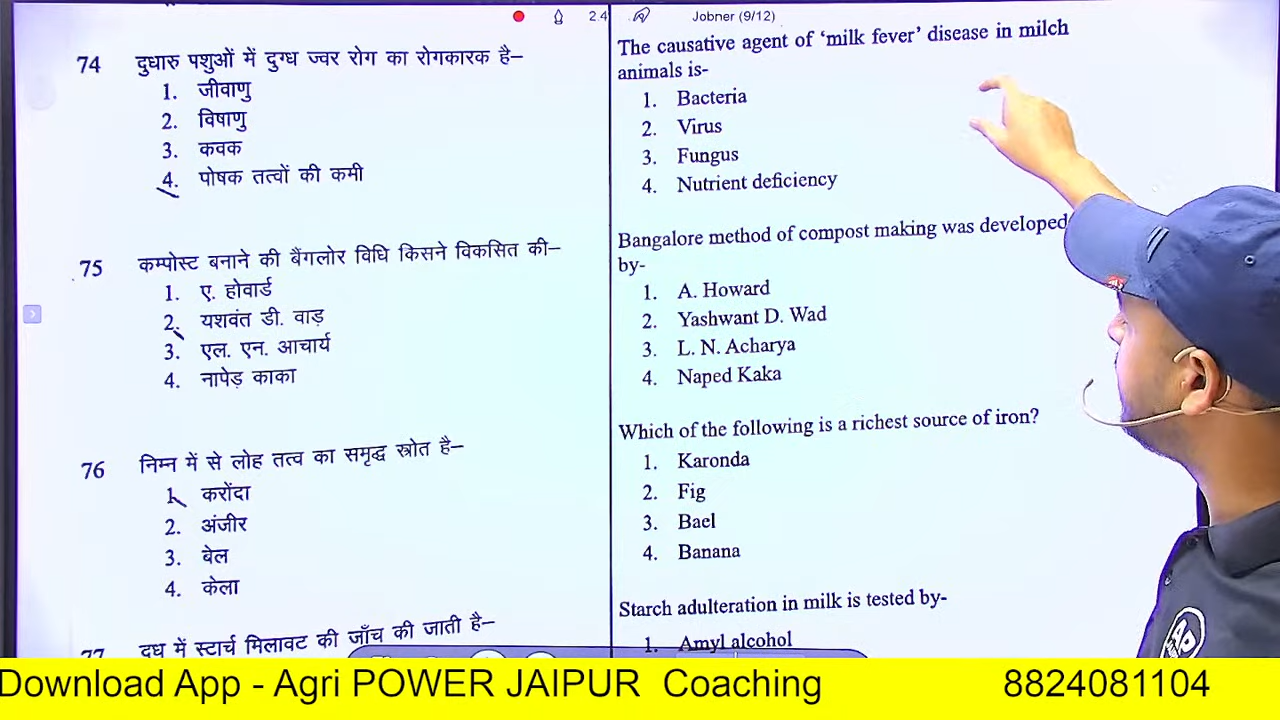 2.4
Jobner (9/12)
74 दुधारु पशुओं में दुग्ध ज्वर रोग का रोगकारक है–
1. जीवाणु
2. विषाणु
3. कवक
4. पोषक तत्वों की कमी
75 कम्पोस्ट बनाने की बैंगलोर विधि किसने विकसित की–
1. ए. होवार्ड
2. यशवंत डी. वाड़
3. एल. एन. आचार्य
4. नापेड़ काका
76 निम्न में से लोह तत्व का समृद्ध स्त्रोत है–
1. करोंदा
2. अंजीर
3. बेल
4. केला
77 दूध में स्टार्च मिलावट की जाँच की जाती है–
The causative agent of ‘milk fever’ disease in milch
animals is-
1. Bacteria
2. Virus
3. Fungus
4. Nutrient deficiency
Bangalore method of compost making was developed
by-
1. A. Howard
2. Yashwant D. Wad
3. L. N. Acharya
4. Naped Kaka
Which of the following is a richest source of iron?
1. Karonda
2. Fig
3. Bael
4. Banana
Starch adulteration in milk is tested by-
1. Amyl alcohol
Download App - Agri POWER JAIPUR Coaching 8824081104